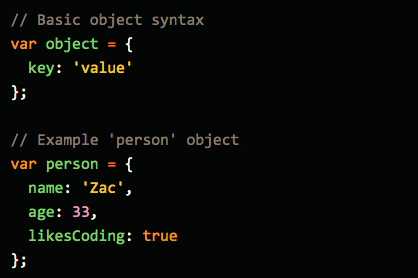 // Basic object syntax
var object = {
  key: 'value'
};

// Example 'person' object
var person = {
  name: 'Zac',
  age: 33,
  likesCoding: true
};